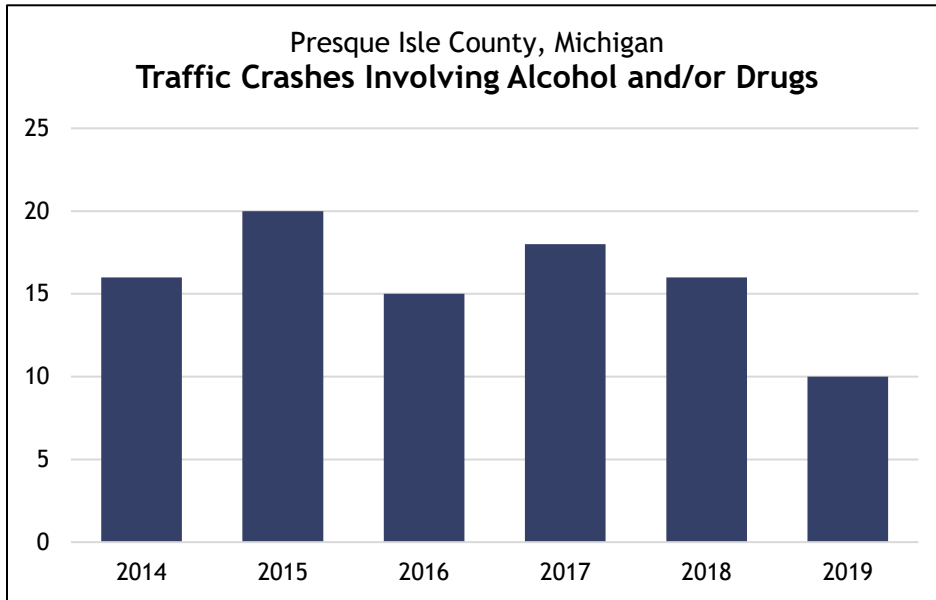 Presque Isle County, Michigan
Traffic Crashes Involving Alcohol and/or Drugs
25
20
15
10
5
0
2014 2015 2016 2017 2018 2019